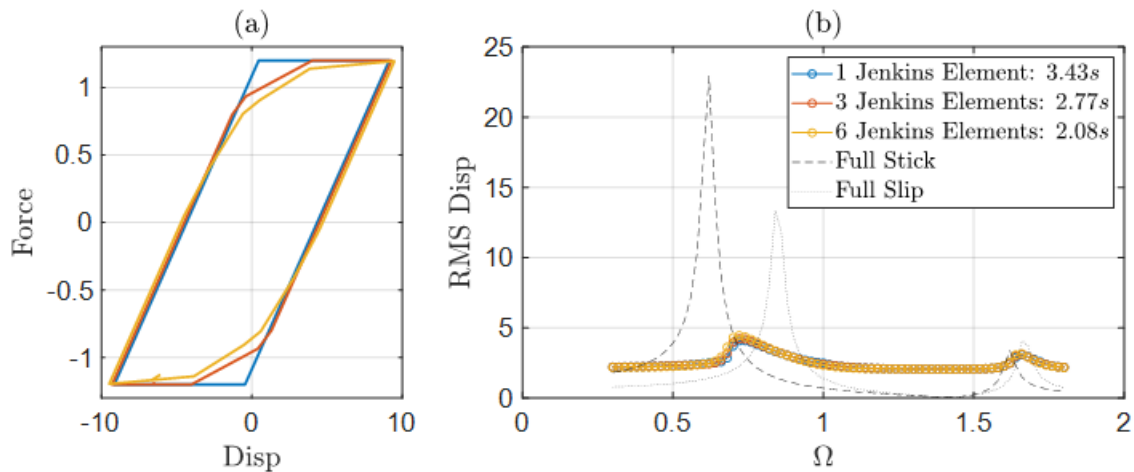 (a)
Force
1
0.5
0
-0.5
-1
-10
0
10
Disp
(b)
RMS Disp
25
20
15
10
5
0
0
0.5
1
1.5
2
Ω
1 Jenkins Element: 3.43s
3 Jenkins Elements: 2.77s
6 Jenkins Elements: 2.08s
Full Stick
Full Slip